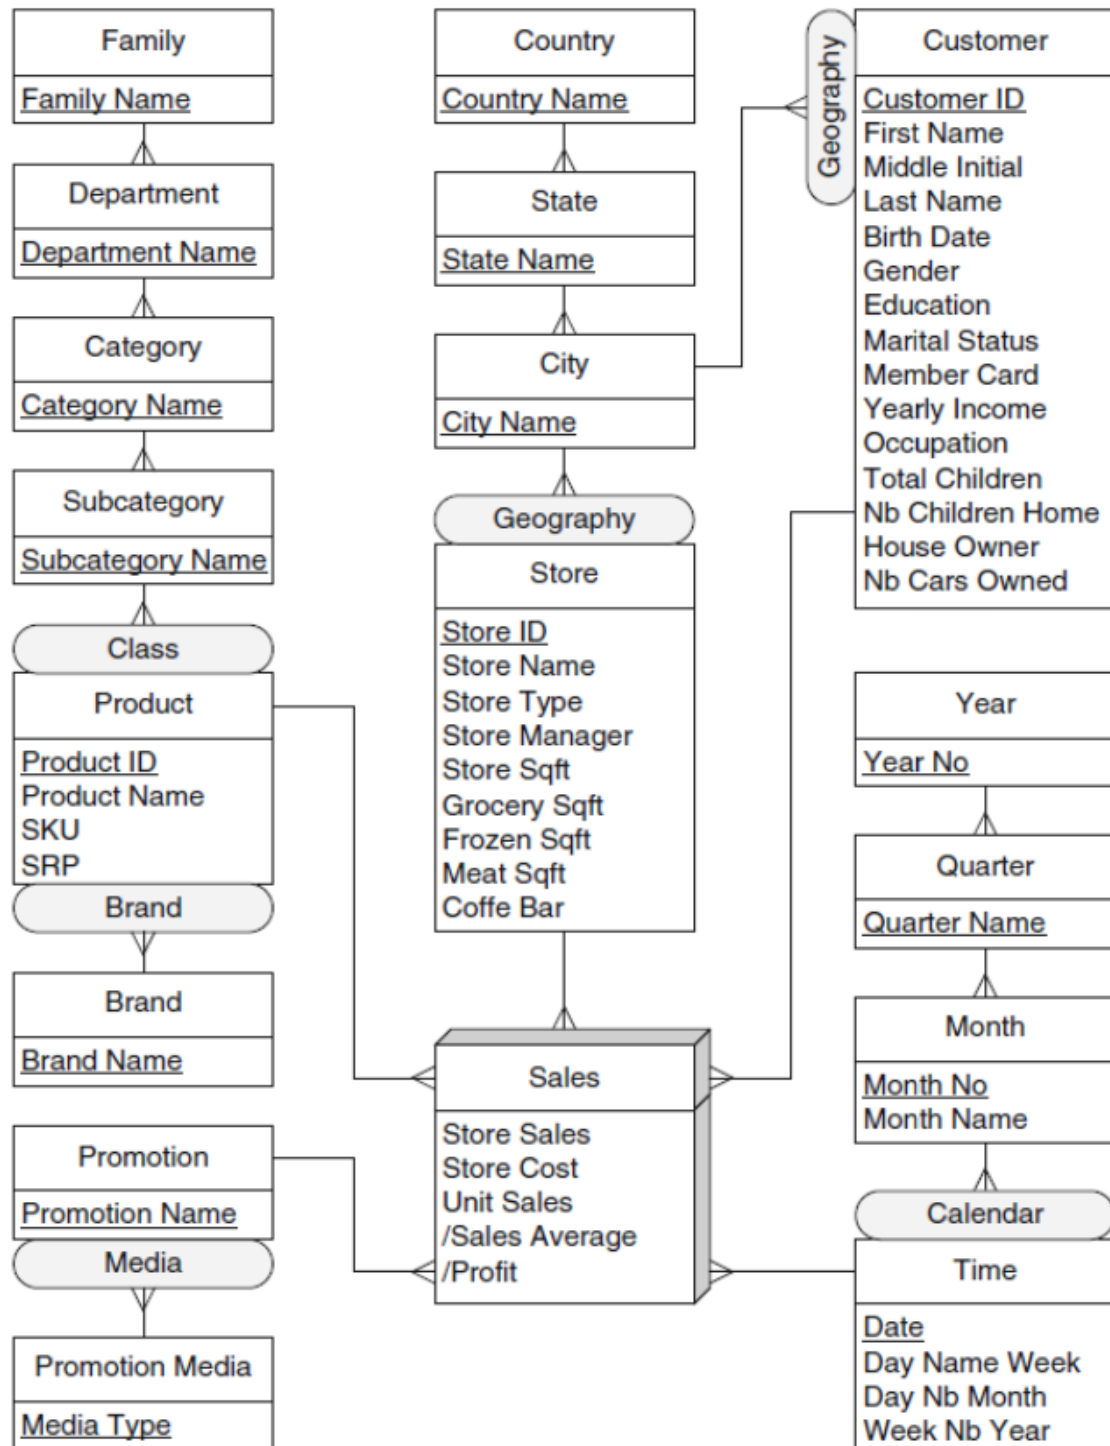 Family
Family Name
Department
Department Name
Category
Category Name
Subcategory
Subcategory Name
Class
Product
Product ID
Product Name
SKU
SRP
Brand
Brand
Brand Name
Promotion
Promotion Name
Media
Promotion Media
Media Type
Country
Country Name
State
State Name
City
City Name
Geography
Store
Store ID
Store Name
Store Type
Store Manager
Store Sqft
Grocery Sqft
Frozen Sqft
Meat Sqft
Coffe Bar
Sales
Store Sales
Store Cost
Unit Sales
/Sales Average
/Profit
Geography
Customer
Customer ID
First Name
Middle Initial
Last Name
Birth Date
Gender
Education
Marital Status
Member Card
Yearly Income
Occupation
Total Children
Nb Children Home
House Owner
Nb Cars Owned
Year
Year No
Quarter
Quarter Name
Month
Month No
Month Name
Calendar
Time
Date
Day Name Week
Day Nb Month
Week Nb Year